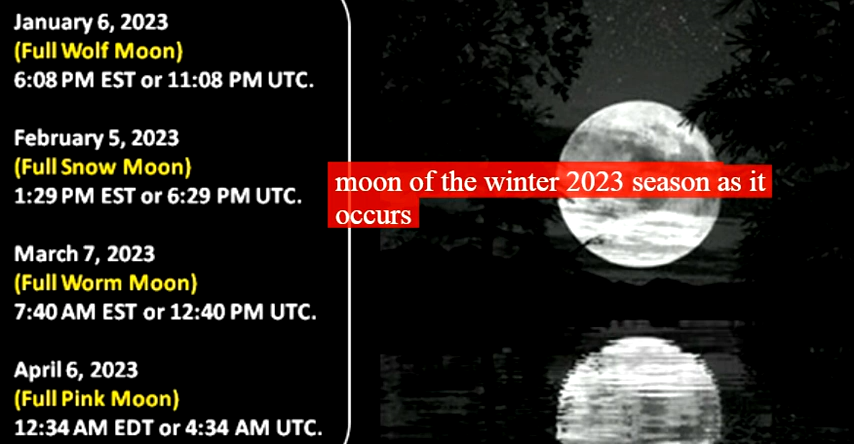 January 6, 2023
(Full Wolf Moon)
6:08 PM EST or 11:08 PM UTC.
February 5, 2023
(Full Snow Moon)
1:29 PM EST or 6:29 PM UTC.
March 7, 2023
(Full Worm Moon)
7:40 AM EST or 12:40 PM UTC.
April 6, 2023
(Full Pink Moon)
12:34 AM EDT or 4:34 AM UTC.
moon of the winter 2023 season as it
occurs